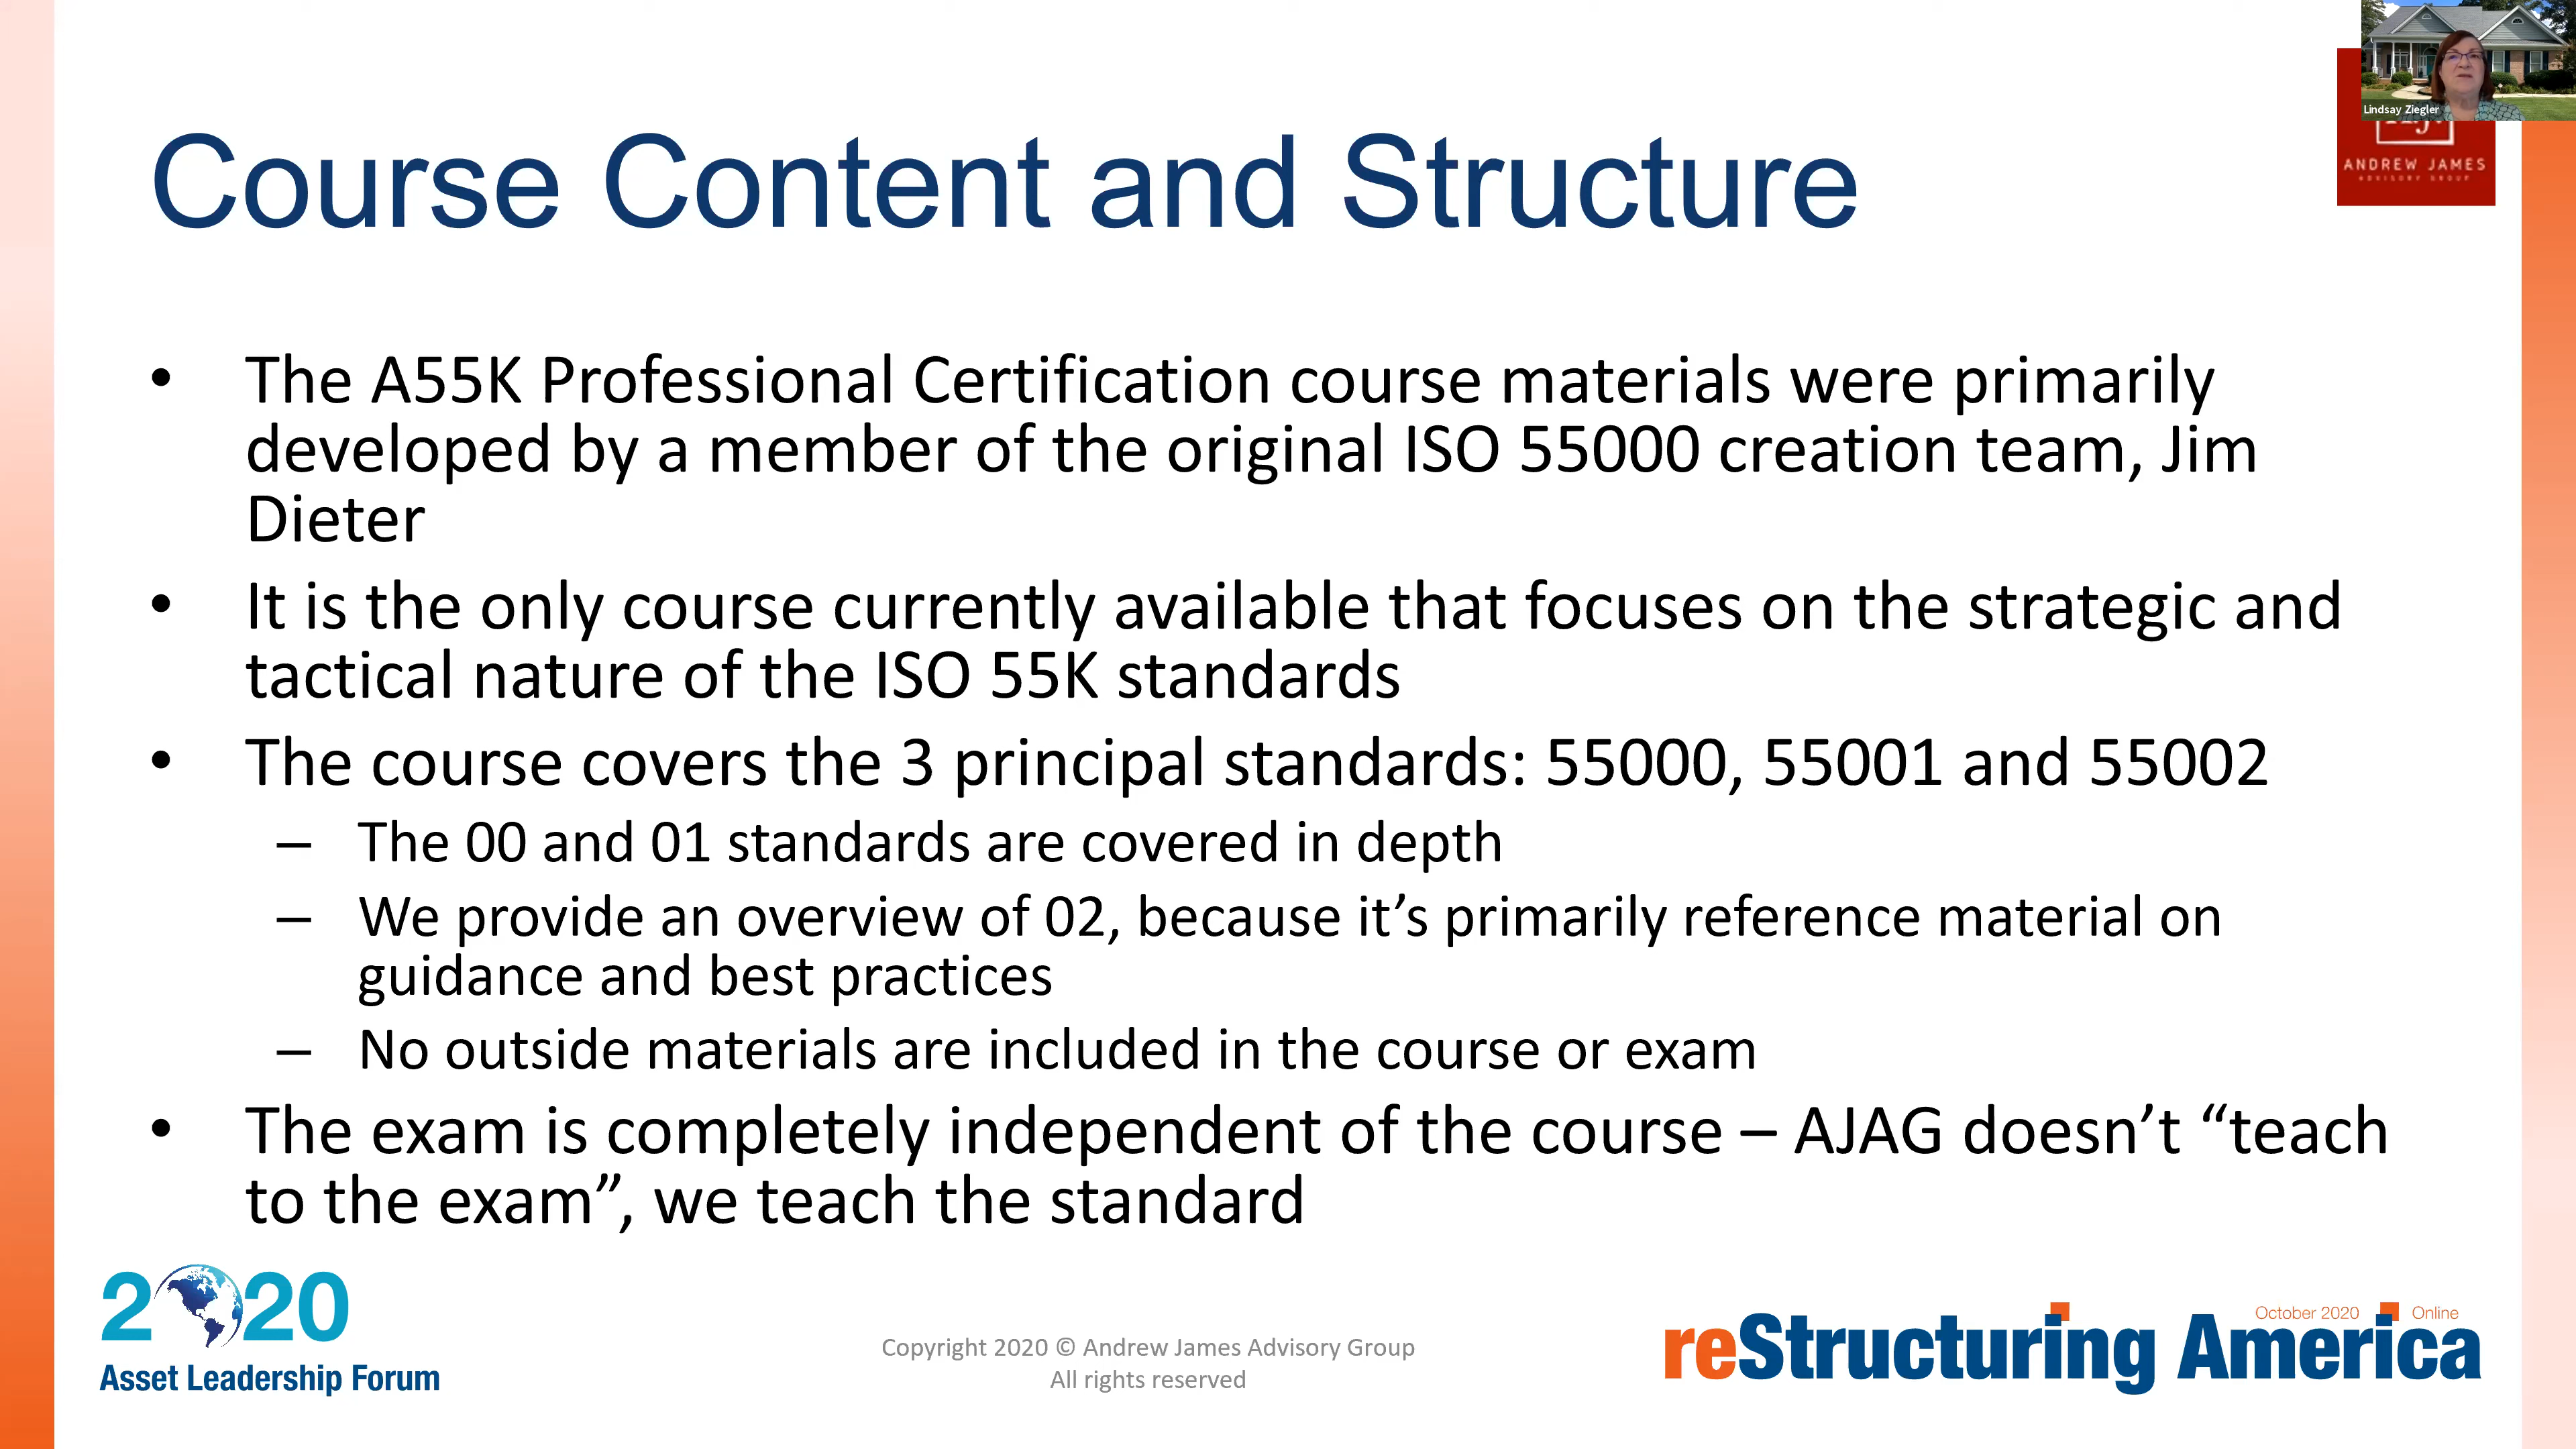 Lindsay Ziegler
ANDREW JAMES
ADVISORY GROUP
Course Content and Structure
• The A55K Professional Certification course materials were primarily
developed by a member of the original ISO 55000 creation team, Jim
Dieter
• It is the only course currently available that focuses on the strategic and
tactical nature of the ISO 55K standards
• The course covers the 3 principal standards: 55000, 55001 and 55002
– The 00 and 01 standards are covered in depth
– We provide an overview of 02, because it’s primarily reference material on
guidance and best practices
– No outside materials are included in the course or exam
• The exam is completely independent of the course – AJAG doesn’t “teach
to the exam”, we teach the standard
2020
Asset Leadership Forum
Copyright 2020 © Andrew James Advisory Group
All rights reserved
October 2020 Online
reStructuring America